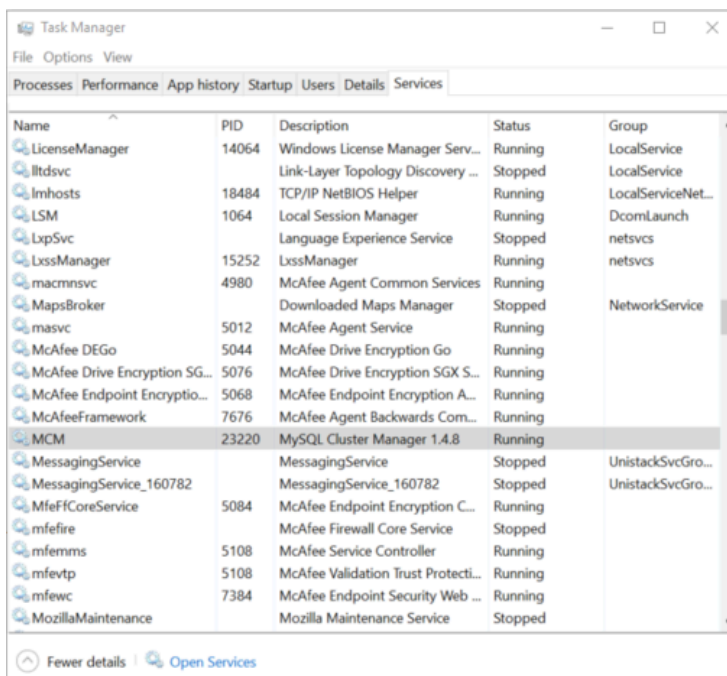 Task Manager
File Options View
Processes Performance App history Startup Users Details Services
Name PID Description Status Group
LicenseManager 14064 Windows License Manager Serv... Running LocalService
lltdsvc Link-Layer Topology Discovery ... Stopped LocalService
lmhosts 18484 TCP/IP NetBIOS Helper Running LocalServiceNet...
LSM 1064 Local Session Manager Running DcomLaunch
LxpSvc Language Experience Service Stopped netsvcs
LxssManager 15252 LxssManager Running netsvcs
macmnsvc 4980 McAfee Agent Common Services Running
MapsBroker Downloaded Maps Manager Stopped NetworkService
masvc 5012 McAfee Agent Service Running
McAfee DEGo 5044 McAfee Drive Encryption Go Running
McAfee Drive Encryption SG... 5076 McAfee Drive Encryption SGX S... Running
McAfee Endpoint Encryptio... 5068 McAfee Endpoint Encryption A... Running
McAfeeFramework 7676 McAfee Agent Backwards Com... Running
MCM 23220 MySQL Cluster Manager 1.4.8 Running
MessagingService MessagingService Stopped UnistackSvcGro...
MessagingService_160782 MessagingService_160782 Stopped UnistackSvcGro...
MfeFfCoreService 5084 McAfee Endpoint Encryption C... Running
mfefire McAfee Firewall Core Service Stopped
mfemms 5108 McAfee Service Controller Running
mfevtp 5108 McAfee Validation Trust Protecti... Running
mfewc 7384 McAfee Endpoint Security Web ... Running
MozillaMaintenance Mozilla Maintenance Service Stopped
Fewer details Open Services